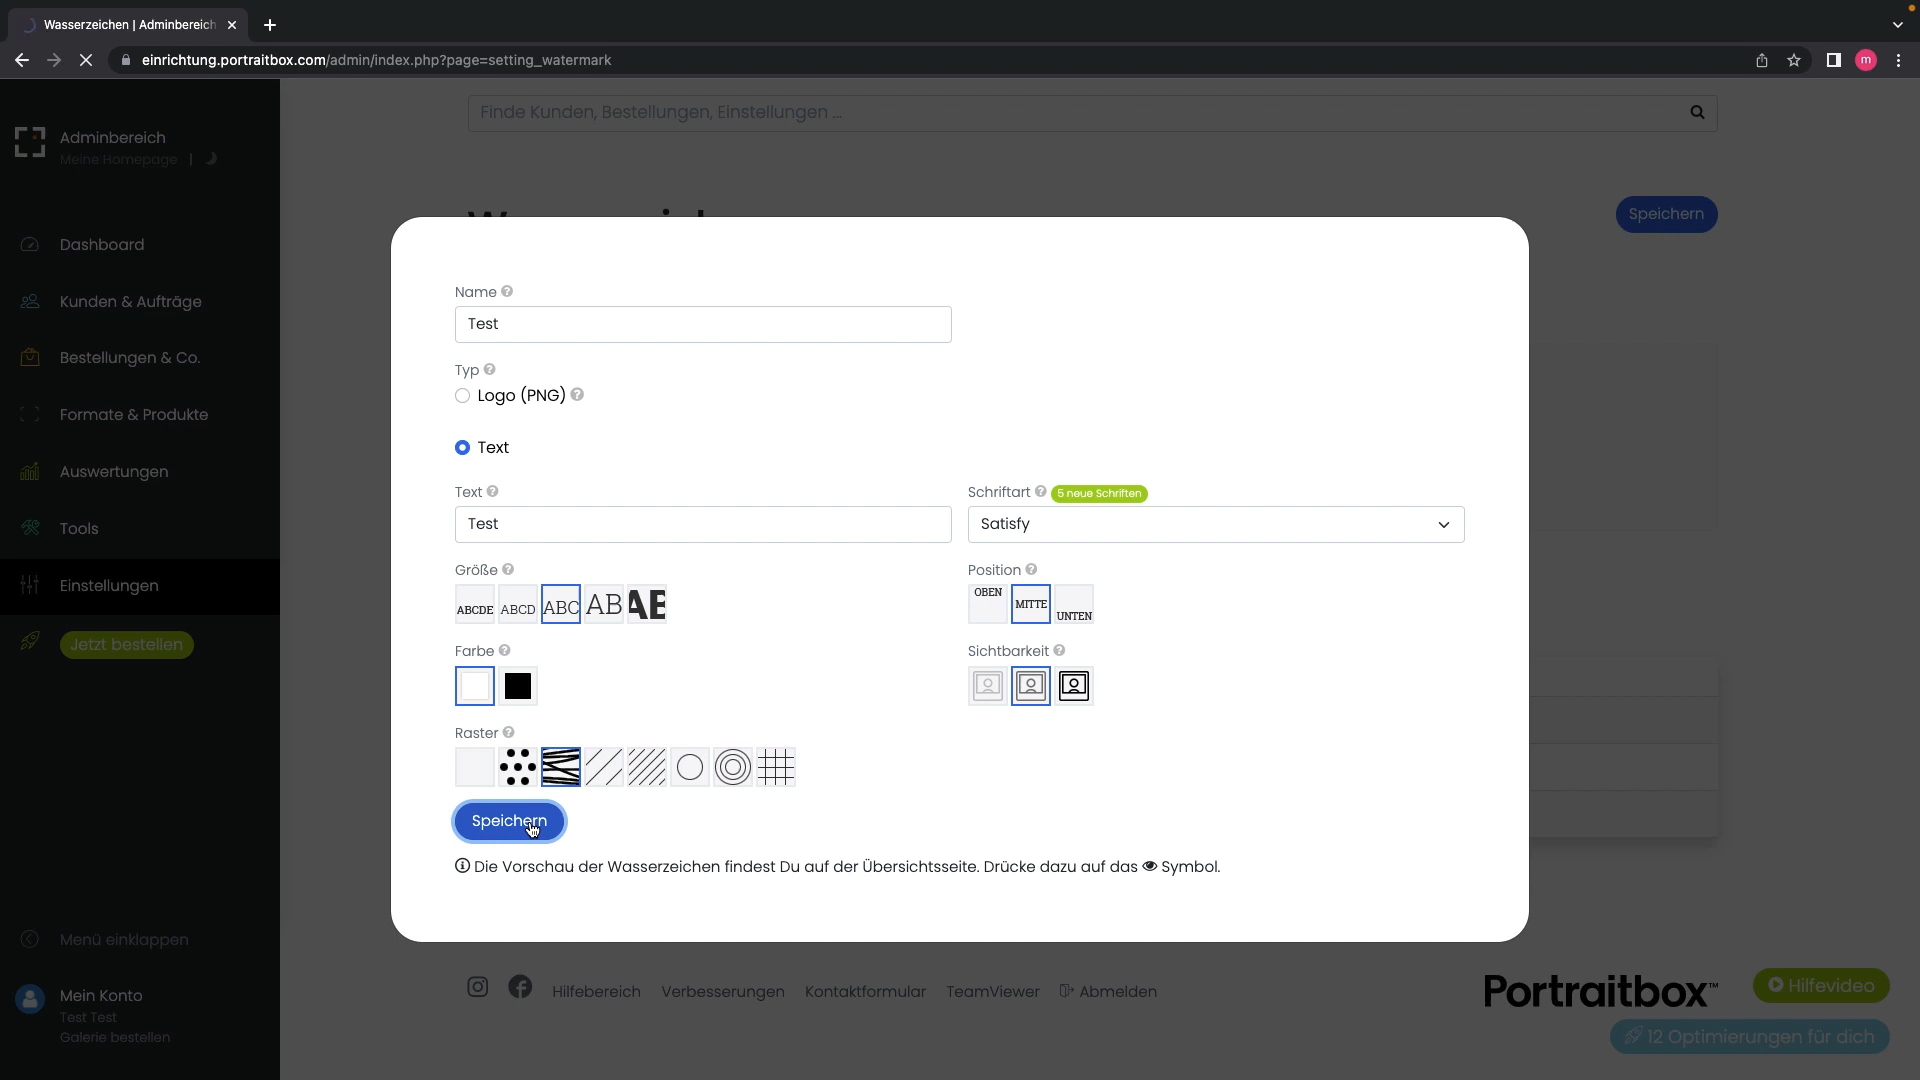 Wasserzeichen | Adminbereich
einrichtung.portraitbox.com/admin/index.php?page=setting_watermark
m
Finde Kunden, Bestellungen, Einstellungen ...
Adminbereich
Meine Homepage |
Speichern
Dashboard
Kunden & Aufträge
Bestellungen & Co.
Formate & Produkte
Auswertungen
Tools
Einstellungen
Jetzt bestellen
Menü einklappen
Mein Konto
Test Test
Galerie bestellen
Name
Test
Typ
Logo (PNG)
Text
Text
Test
Schriftart 5 neue Schriften
Satisfy
Größe
ABCDE ABCD ABC AB AB
Position
OBEN MITTE UNTEN
Farbe
Sichtbarkeit
Raster
Speichern
Die Vorschau der Wasserzeichen findest Du auf der Übersichtsseite. Drücke dazu auf das Symbol.
Hilfebereich Verbesserungen Kontaktformular TeamViewer Abmelden
Portraitbox™
Hilfevideo
12 Optimierungen für dich